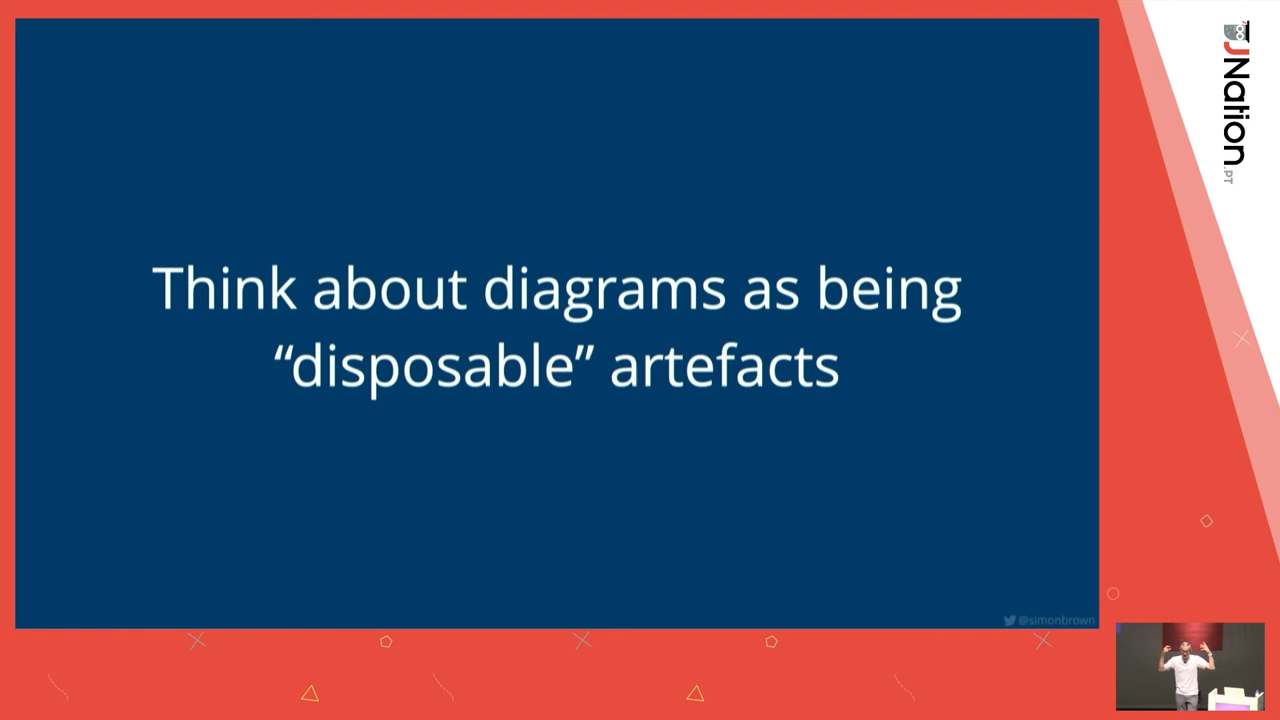 Think about diagrams as being
“disposable” artefacts
@simonbrown
JNation
.PT